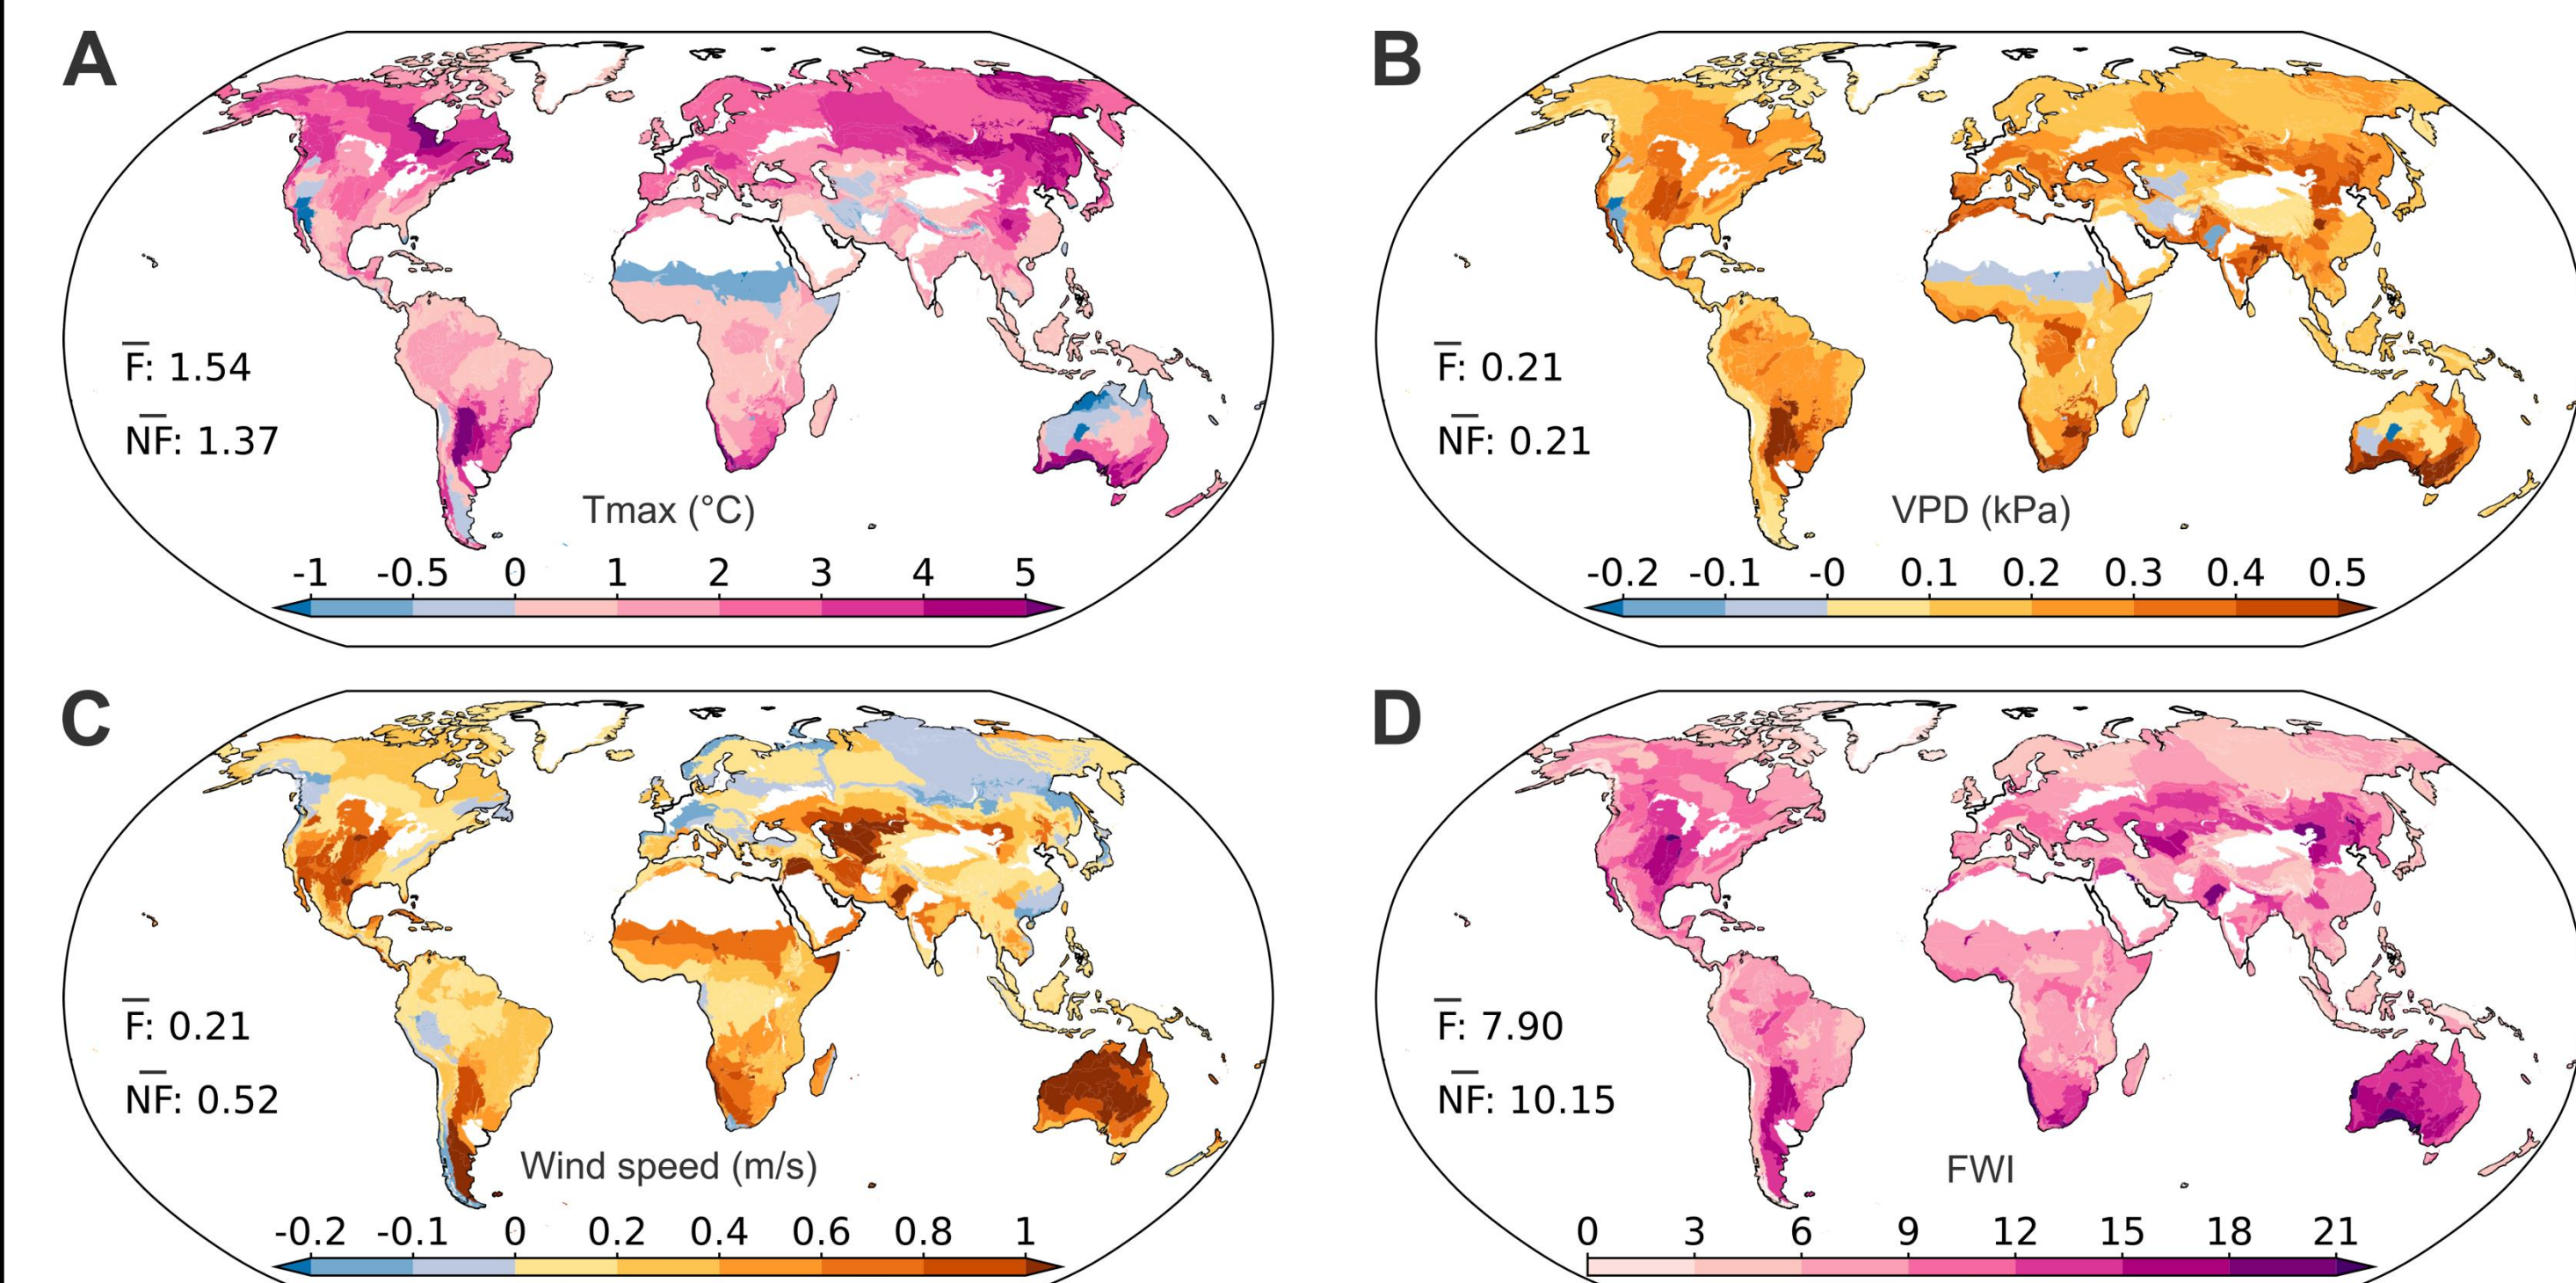 A
F: 1.54
NF: 1.37
Tmax (°C)
-1 -0.5 0 1 2 3 4 5
B
F: 0.21
NF: 0.21
VPD (kPa)
-0.2 -0.1 -0 0.1 0.2 0.3 0.4 0.5
C
F: 0.21
NF: 0.52
Wind speed (m/s)
-0.2 -0.1 0 0.2 0.4 0.6 0.8 1
D
F: 7.90
NF: 10.15
FWI
0 3 6 9 12 15 18 21